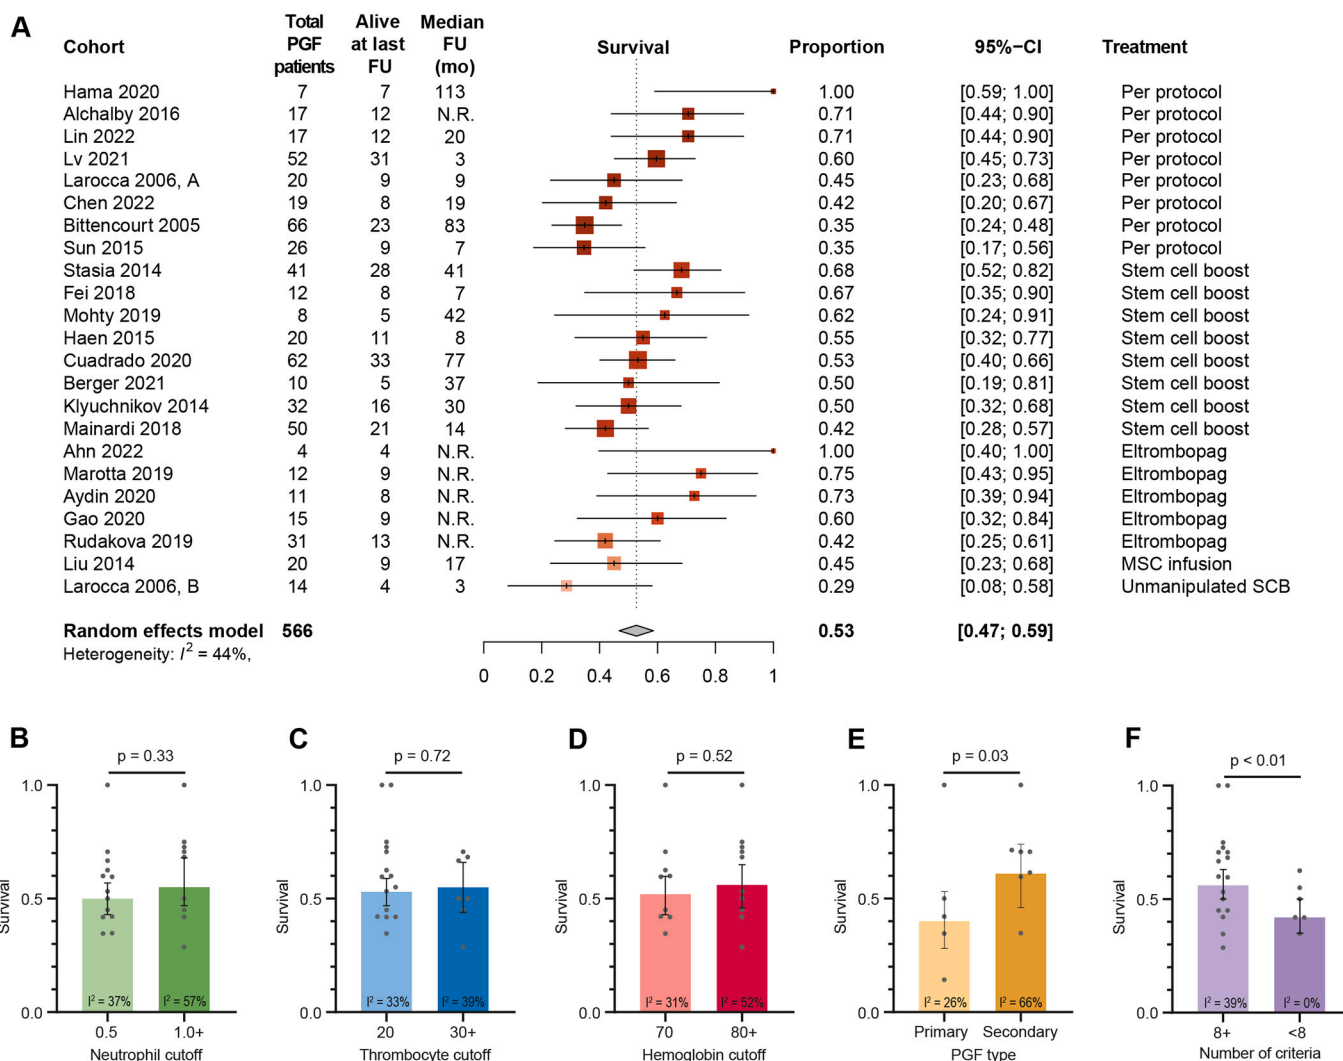 A
Cohort Total PGF patients Alive at last FU Median FU (mo) Survival Proportion 95%−CI Treatment
Hama 2020 7 7 113 1.00 [0.59; 1.00] Per protocol
Alchalby 2016 17 12 N.R. 0.71 [0.44; 0.90] Per protocol
Lin 2022 17 12 20 0.71 [0.44; 0.90] Per protocol
Lv 2021 52 31 3 0.60 [0.45; 0.73] Per protocol
Larocca 2006, A 20 9 9 0.45 [0.23; 0.68] Per protocol
Chen 2022 19 8 19 0.42 [0.20; 0.67] Per protocol
Bittencourt 2005 66 23 83 0.35 [0.24; 0.48] Per protocol
Sun 2015 26 9 7 0.35 [0.17; 0.56] Per protocol
Stasia 2014 41 28 41 0.68 [0.52; 0.82] Stem cell boost
Fei 2018 12 8 7 0.67 [0.35; 0.90] Stem cell boost
Mohty 2019 8 5 42 0.62 [0.24; 0.91] Stem cell boost
Haen 2015 20 11 8 0.55 [0.32; 0.77] Stem cell boost
Cuadrado 2020 62 33 77 0.53 [0.40; 0.66] Stem cell boost
Berger 2021 10 5 37 0.50 [0.19; 0.81] Stem cell boost
Klyuchnikov 2014 32 16 30 0.50 [0.32; 0.68] Stem cell boost
Mainardi 2018 50 21 14 0.42 [0.28; 0.57] Stem cell boost
Ahn 2022 4 4 N.R. 1.00 [0.40; 1.00] Eltrombopag
Marotta 2019 12 9 N.R. 0.75 [0.43; 0.95] Eltrombopag
Aydin 2020 11 8 N.R. 0.73 [0.39; 0.94] Eltrombopag
Gao 2020 15 9 N.R. 0.60 [0.32; 0.84] Eltrombopag
Rudakova 2019 31 13 N.R. 0.42 [0.25; 0.61] Eltrombopag
Liu 2014 20 9 17 0.45 [0.23; 0.68] MSC infusion
Larocca 2006, B 14 4 3 0.29 [0.08; 0.58] Unmanipulated SCB
Random effects model 566 0.53 [0.47; 0.59]
Heterogeneity: I² = 44%,
0 0.2 0.4 0.6 0.8 1
B
p = 0.33
Survival
1.0
0.5
0.0
I² = 37% I² = 57%
0.5 1.0+
Neutrophil cutoff
C
p = 0.72
Survival
1.0
0.5
0.0
I² = 33% I² = 39%
20 30+
Thrombocyte cutoff
D
p = 0.52
Survival
1.0
0.5
0.0
I² = 31% I² = 52%
70 80+
Hemoglobin cutoff
E
p = 0.03
Survival
1.0
0.5
0.0
I² = 26% I² = 66%
Primary Secondary
PGF type
F
p < 0.01
Survival
1.0
0.5
0.0
I² = 39% I² = 0%
8+ <8
Number of criteria